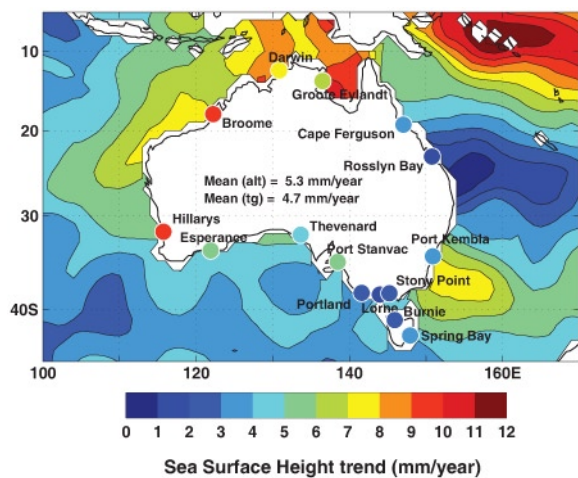 10
20
30
40S
Darwin
Groote Eylandt
Broome
Cape Ferguson
Rosslyn Bay
Mean (alt) = 5.3 mm/year
Mean (tg) = 4.7 mm/year
Hillarys
Thevenard
Esperance
Port Stanvac
Port Kembla
Stony Point
Portland
Lorne
Burnie
Spring Bay
100
120
140
160E
0 1 2 3 4 5 6 7 8 9 10 11 12
Sea Surface Height trend (mm/year)